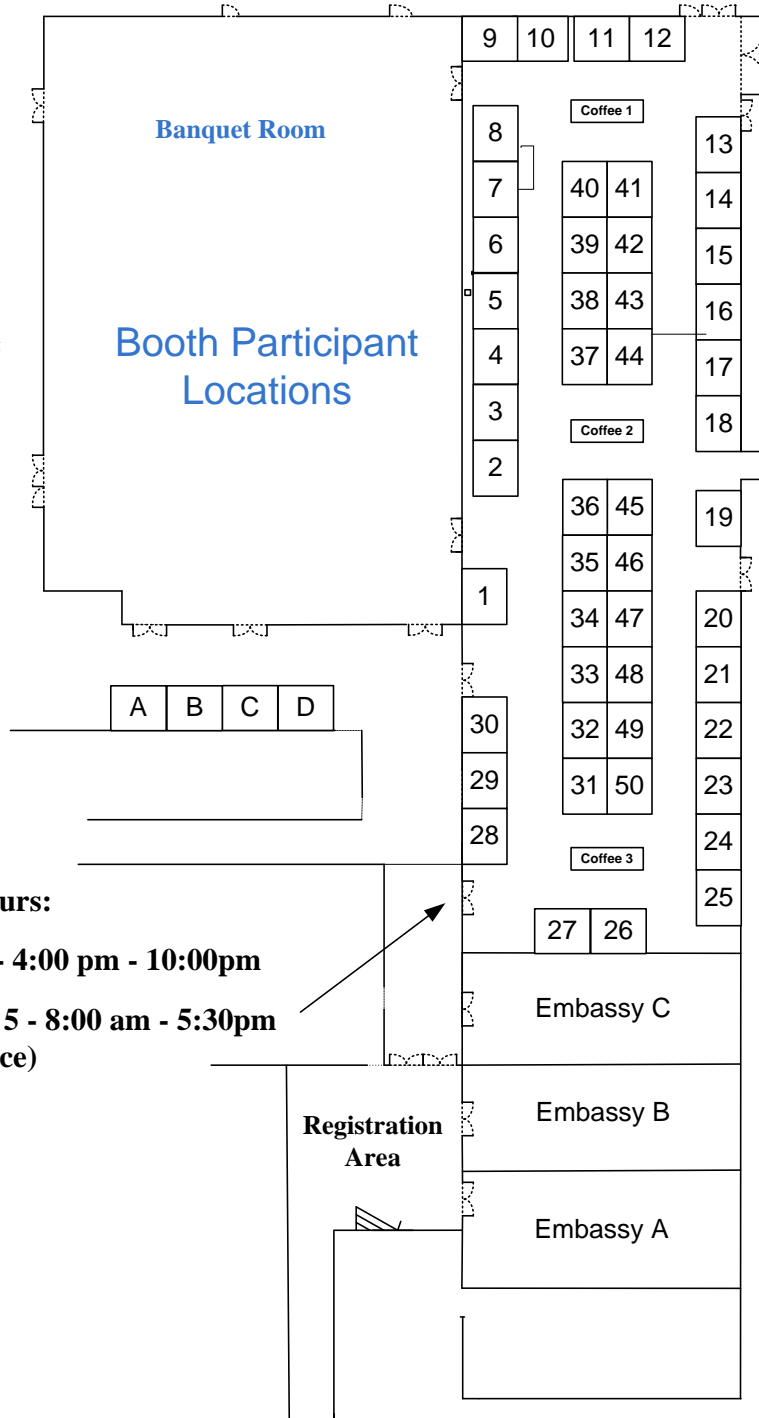 9 10 11 12
Coffee 1
Banquet Room
8
13
7
40 41
14
6
39 42
15
5
38 43
16
Booth Participant
Locations
4
37 44
17
3
Coffee 2
18
2
36 45
19
35 46
1
34 47
20
33 48
21
A B C D
30
32 49
22
29
31 50
23
28
Coffee 3
24
25
urs:
27 26
- 4:00 pm - 10:00pm
5 - 8:00 am - 5:30pm
ce)
Embassy C
Registration
Area
Embassy B
Embassy A